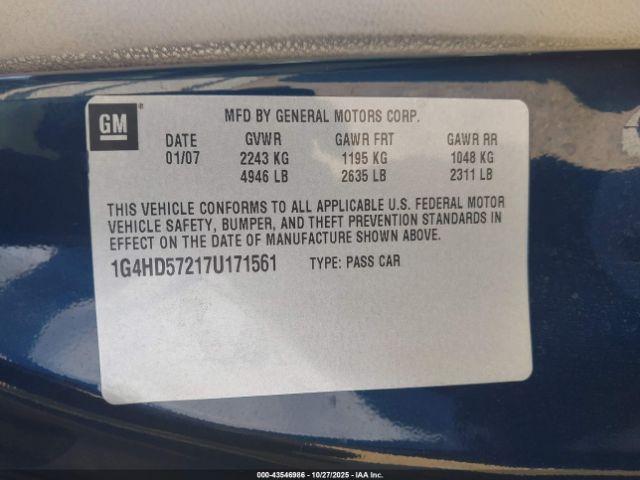 GM
MFD BY GENERAL MOTORS CORP.
DATE GVWR GAWR FRT GAWR RR
01/07 2243 KG 1195 KG 1048 KG
4946 LB 2635 LB 2311 LB
THIS VEHICLE CONFORMS TO ALL APPLICABLE U.S. FEDERAL MOTOR
VEHICLE SAFETY, BUMPER, AND THEFT PREVENTION STANDARDS IN
EFFECT ON THE DATE OF MANUFACTURE SHOWN ABOVE.
1G4HD57217U171561 TYPE: PASS CAR
000-43546986 - 10/27/2025 - IAA Inc.